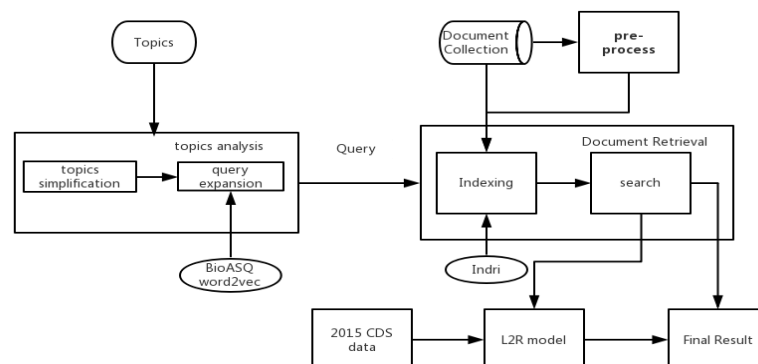 Topics
Document
Collection
pre-
process
topics analysis
topics
simplification
query
expansion
BioASQ
word2vec
Query
Document Retrieval
Indexing
search
Indri
2015 CDS
data
L2R model
Final Result